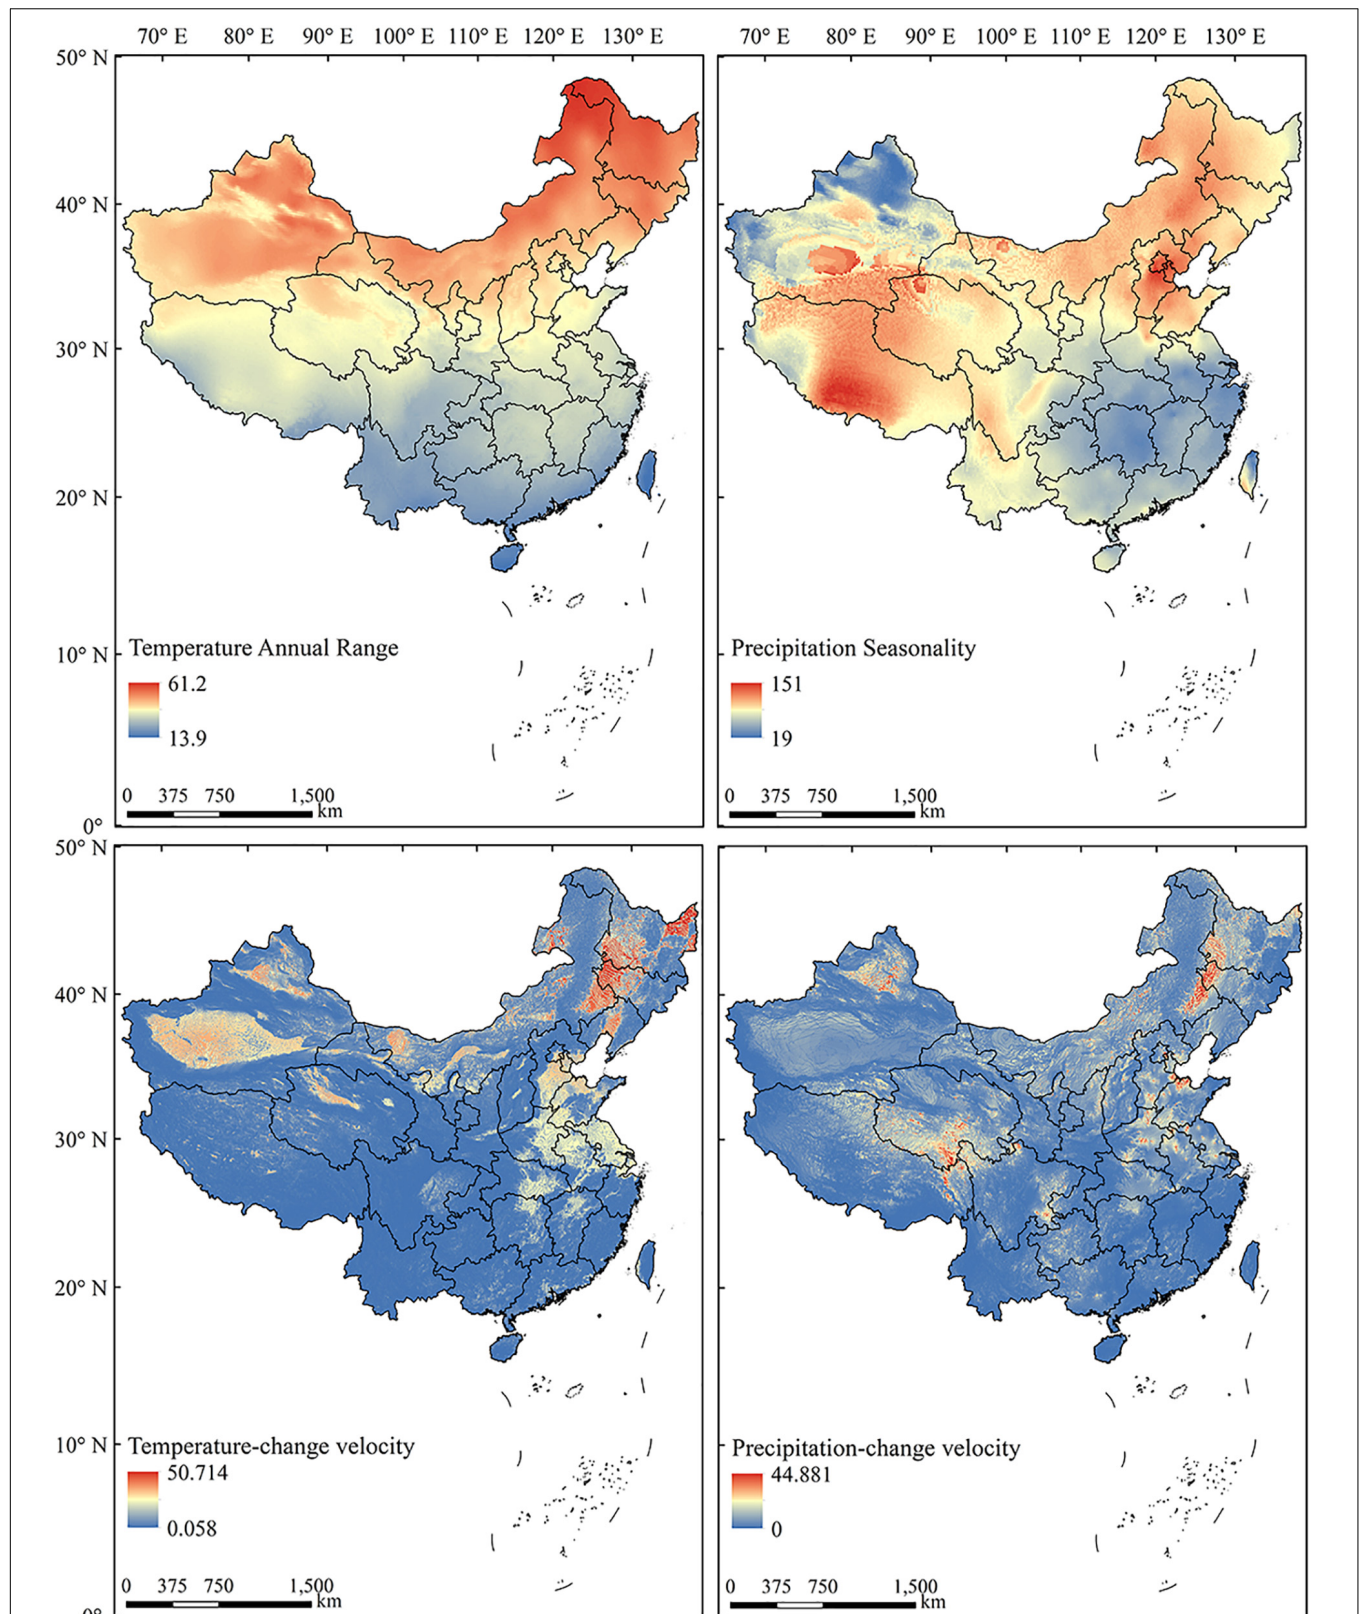 70° E 80° E 90° E 100° E 110° E 120° E 130° E
70° E 80° E 90° E 100° E 110° E 120° E 130° E
50° N
40° N
30° N
20° N
10° N
0°
Temperature Annual Range
61.2
13.9
0 375 750 1,500
km
Precipitation Seasonality
151
19
0 375 750 1,500
km
50° N
40° N
30° N
20° N
10° N
0°
Temperature-change velocity
50.714
0.058
0 375 750 1,500
km
Precipitation-change velocity
44.881
0
0 375 750 1,500
km